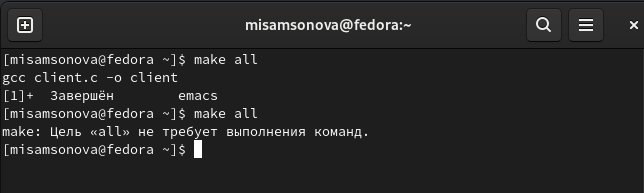 misamsonova@fedora:~
[misamsonova@fedora ~]$ make all
gcc client.c -o client
[1]+  Завершён        emacs
[misamsonova@fedora ~]$ make all
make: Цель «all» не требует выполнения команд.
[misamsonova@fedora ~]$